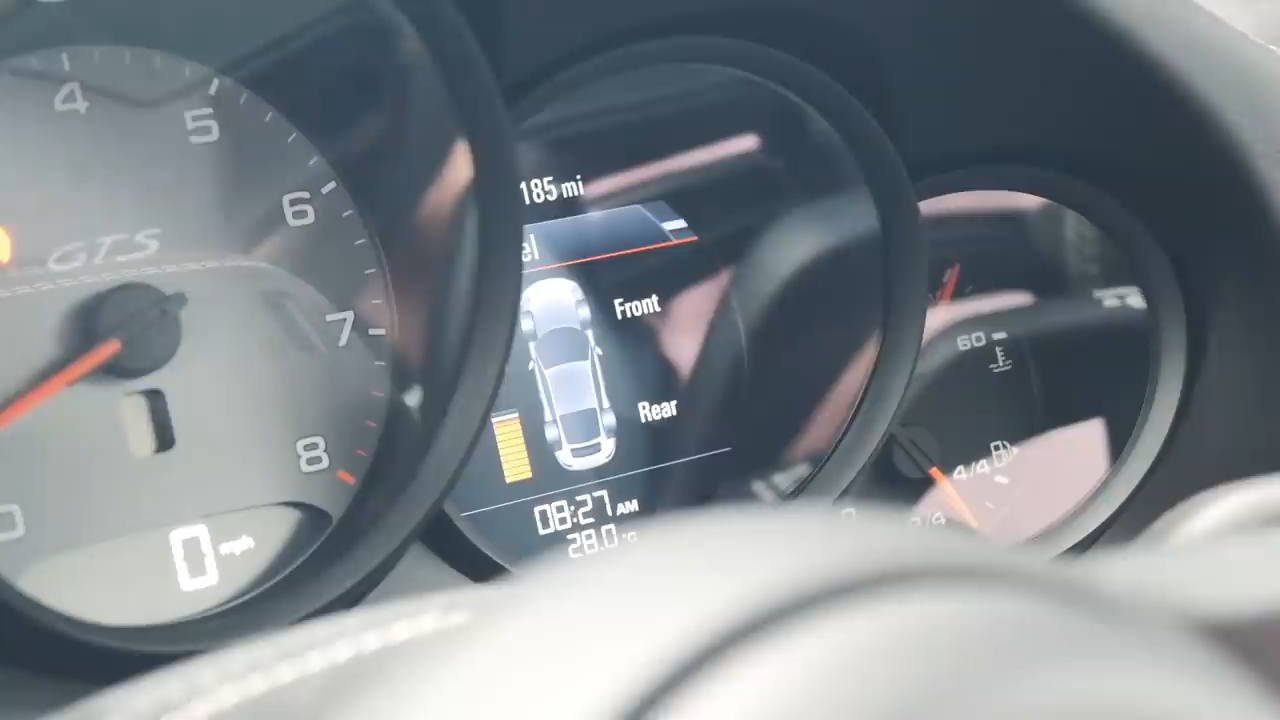 4
5
6
GTS
7
8
0
mph
185 mi
el
Front
Rear
08:27 AM
28.0 °C
60
4/4